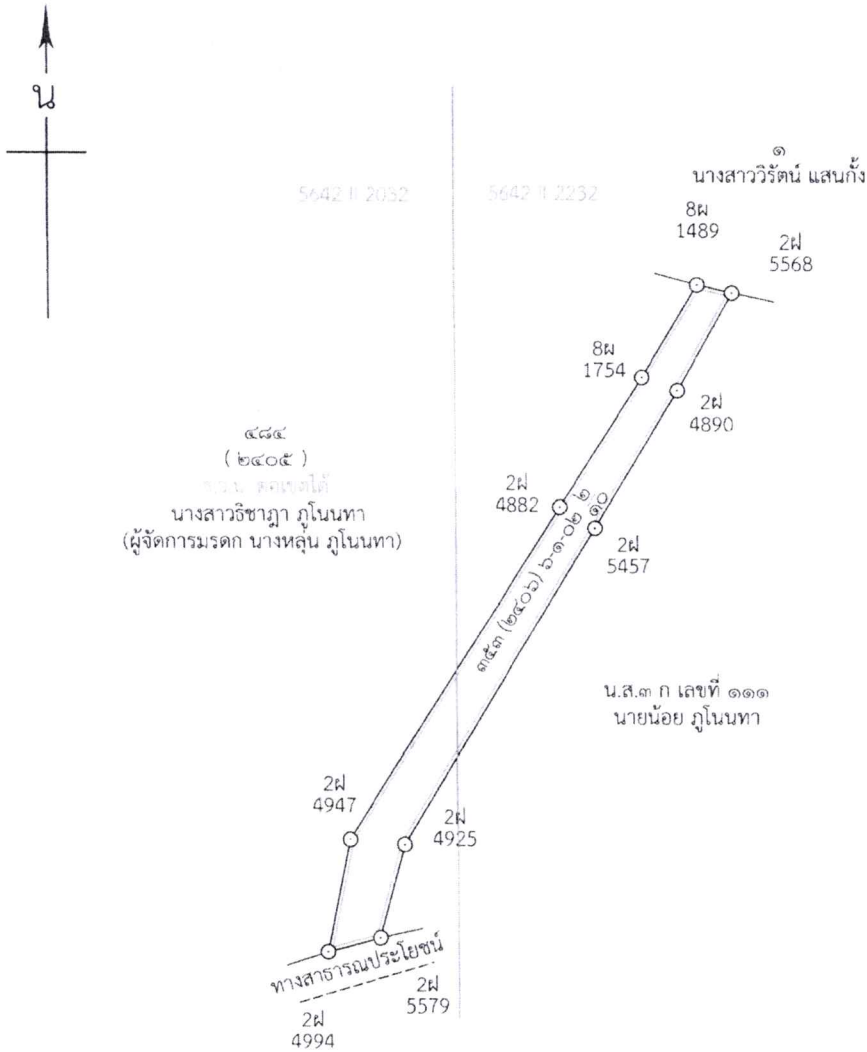 น
๑
นางสาววิรัตน์ แสนกั้ง
5642 II 2032
5642 II 2232
8ผ
1489
2ฝ
5568
8ผ
1754
2ฝ
4890
๔๘๔
(๒๔๐๕)
นางสาวธิชาฎา ภูโนนทา
(ผู้จัดการมรดก นางหลุ่น ภูโนนทา)
2ฝ
4882
2ฝ
5457
๓๕๓ (๒๔๐๖) ๖-๑-๐๒ ๒
๑๐
น.ส.๓ ก เลขที่ ๑๑๑
นายน้อย ภูโนนทา
2ฝ
4947
2ฝ
4925
ทางสาธารณประโยชน์
2ฝ
5579
2ฝ
4994